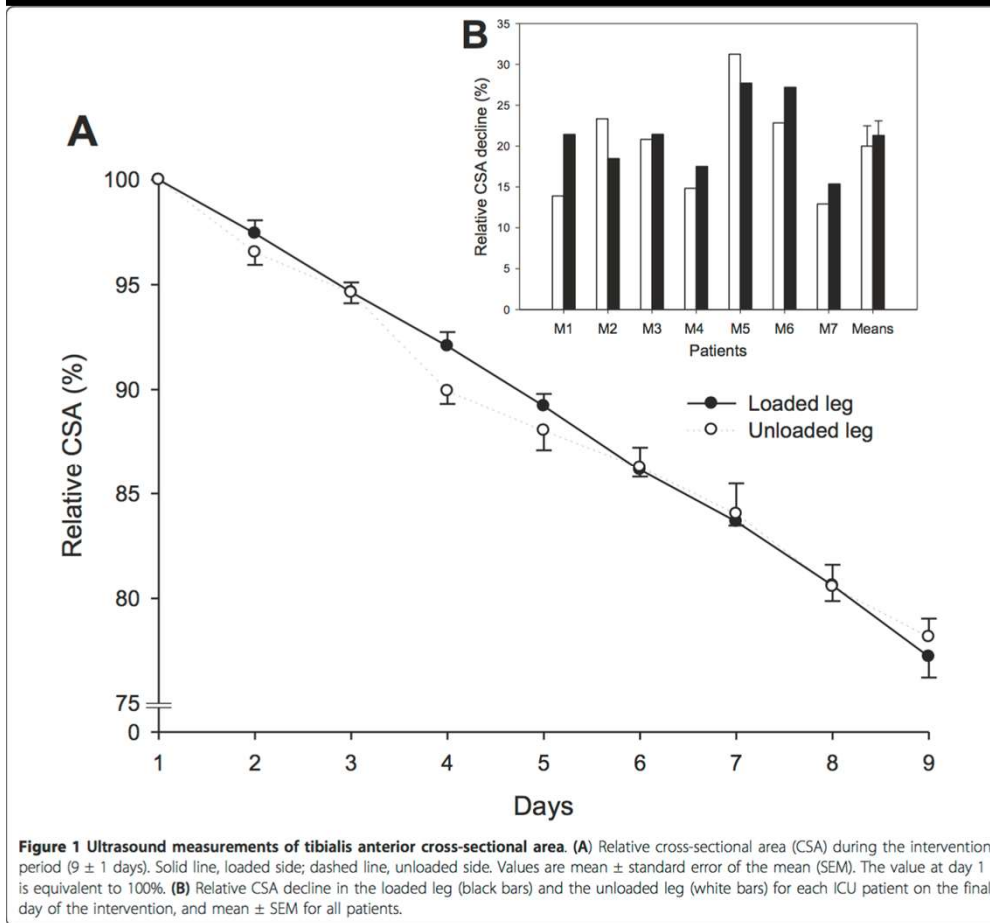 B
35
30
25
20
15
10
5
0
Relative CSA decline (%)
M1 M2 M3 M4 M5 M6 M7 Means
Patients
A
100
95
90
85
80
75
0
Relative CSA (%)
Loaded leg
Unloaded leg
1 2 3 4 5 6 7 8 9
Days
Figure 1 Ultrasound measurements of tibialis anterior cross-sectional area. (A) Relative cross-sectional area (CSA) during the intervention
period (9 ± 1 days). Solid line, loaded side; dashed line, unloaded side. Values are mean ± standard error of the mean (SEM). The value at day 1
is equivalent to 100%. (B) Relative CSA decline in the loaded leg (black bars) and the unloaded leg (white bars) for each ICU patient on the final
day of the intervention, and mean ± SEM for all patients.